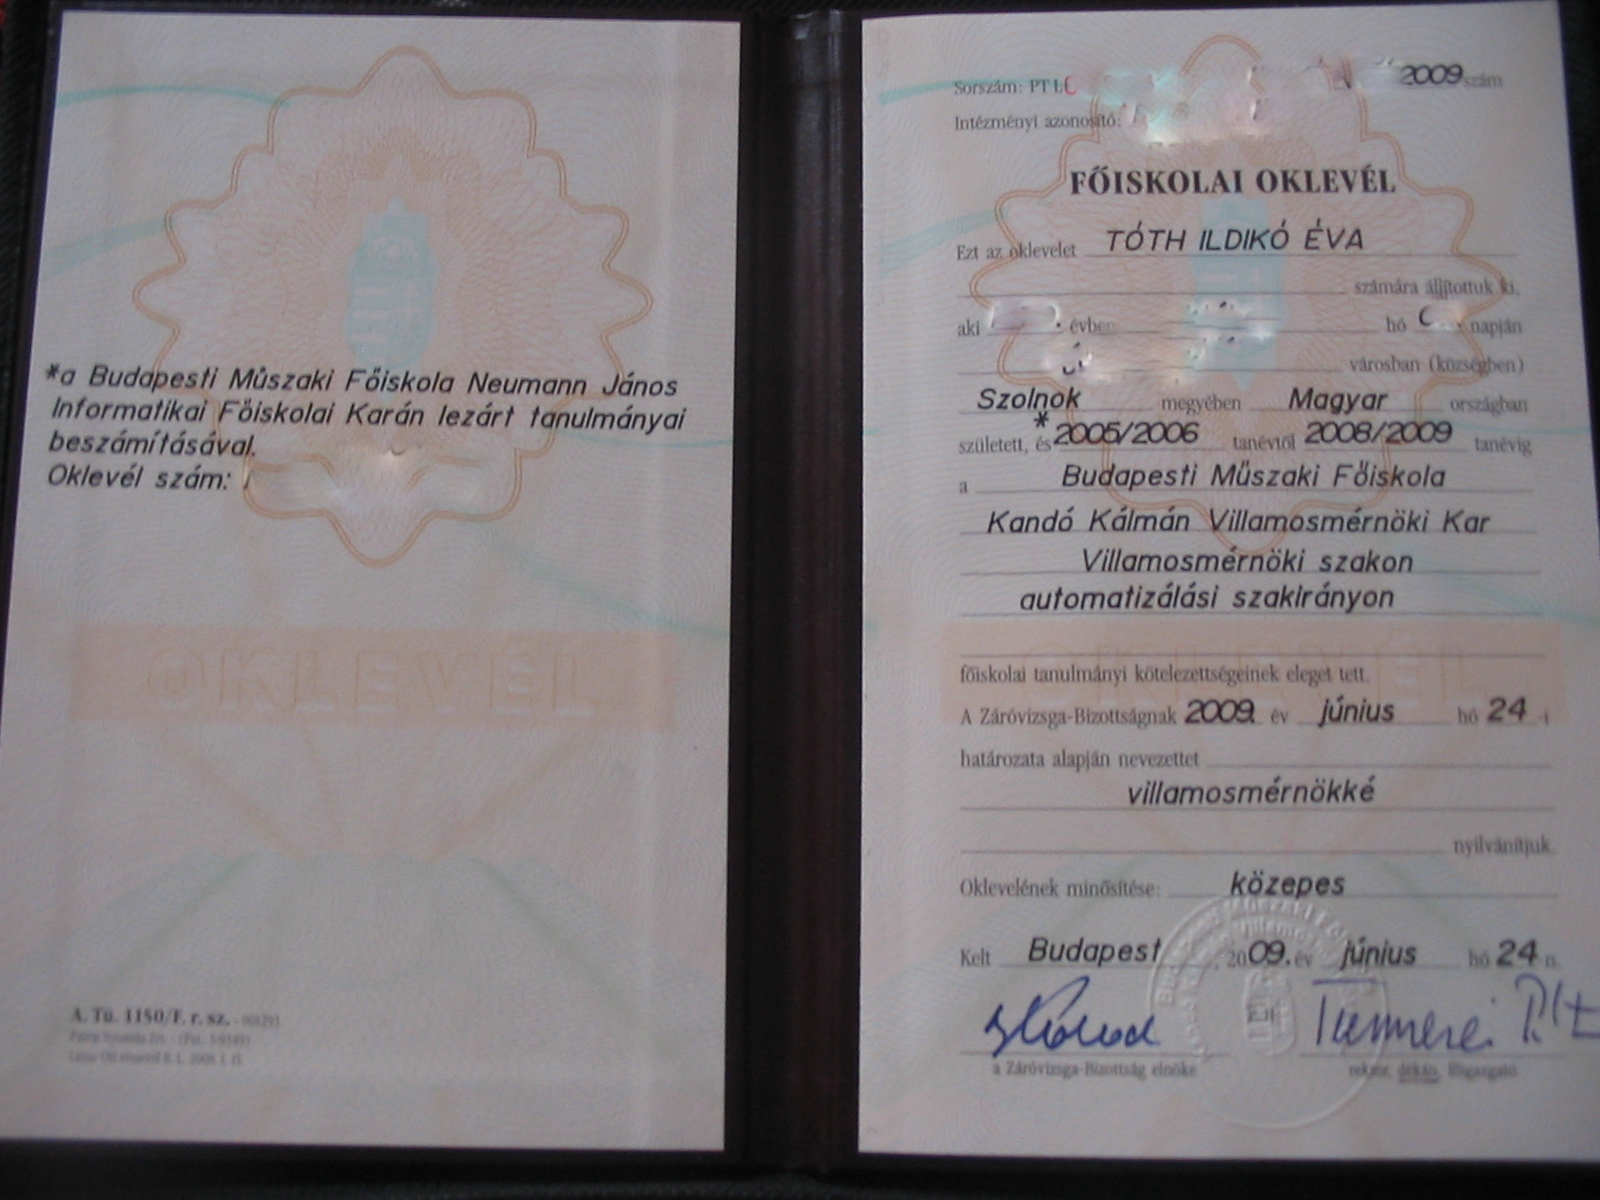 *a Budapesti Műszaki Főiskola Neumann János
Informatikai Főiskolai Karán lezárt tanulmányai
beszámításával.
Oklevél szám:
OKLEVÉL
A. Tü. 1150/F. r. sz.
Sorszám: PT L 2009 szám
Intézményi azonosító:
FŐISKOLAI OKLEVÉL
Ezt az oklevelet TÓTH ILDIKÓ ÉVA
számára állítottuk ki,
aki évben hó napján
városban (községben)
Szolnok megyében Magyar országban
született, és *2005/2006 tanévtől 2008/2009 tanévig
a Budapesti Műszaki Főiskola
Kandó Kálmán Villamosmérnöki Kar
Villamosmérnöki szakon
automatizálási szakirányon
főiskolai tanulmányi kötelezettségeinek eleget tett.
A Záróvizsga-Bizottságnak 2009. év június hó 24 -i
határozata alapján nevezettet
villamosmérnökké
nyilvánítjuk.
Oklevelének minősítése: közepes
Kelt Budapest, 2009. év június hó 24 n.
a Záróvizsga-Bizottság elnöke
rektor, dékán, főigazgató